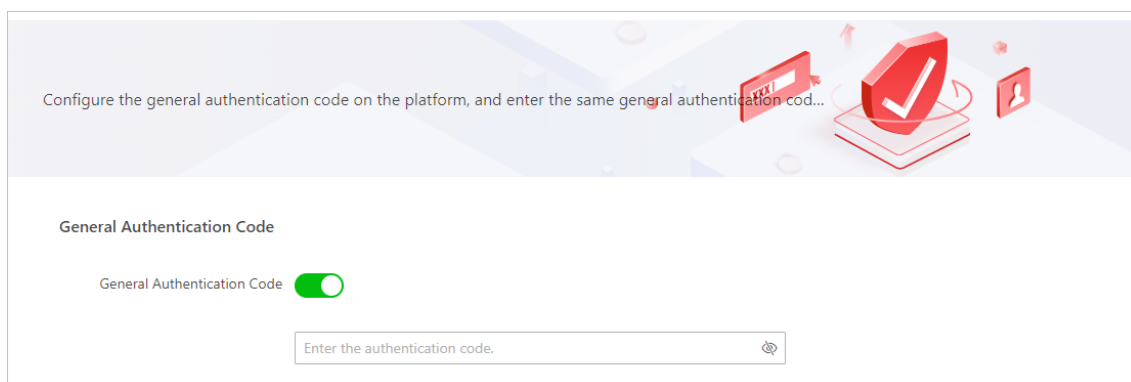 Configure the general authentication code on the platform, and enter the same general authentication cod...
XXX
General Authentication Code
General Authentication Code
Enter the authentication code.